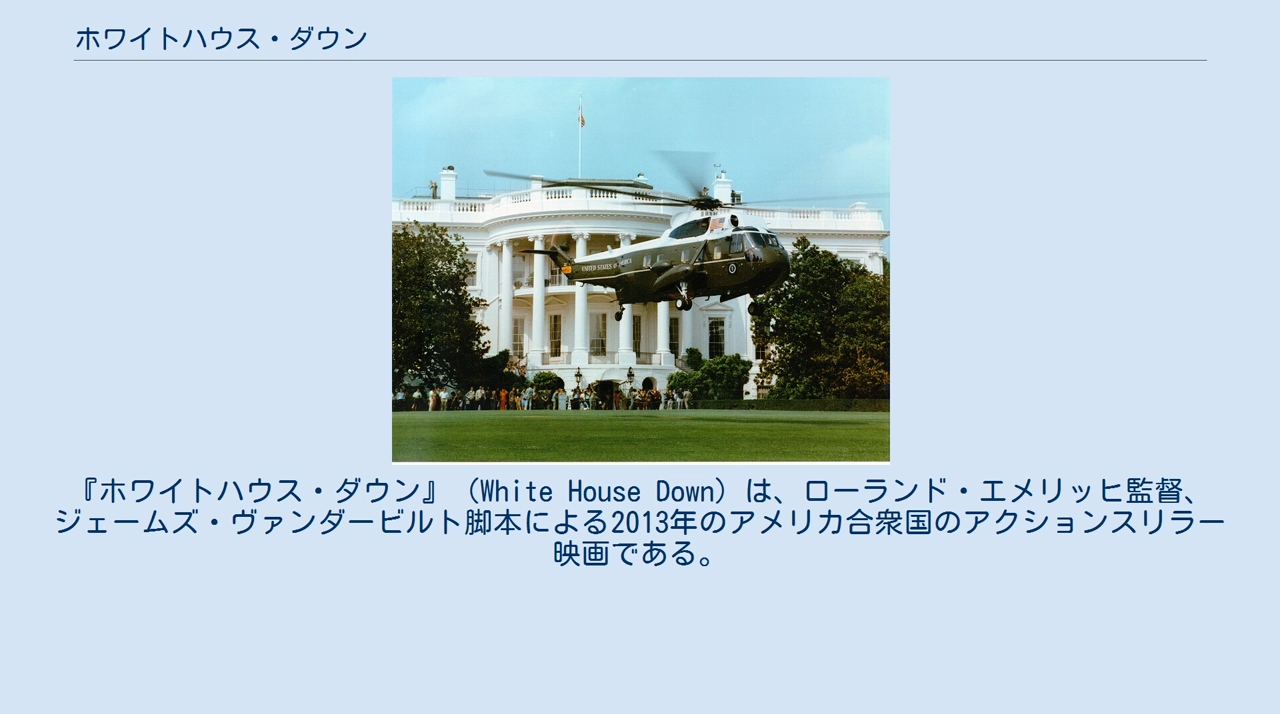 ホワイトハウス・ダウン
UNITED STATES OF AMERICA
『ホワイトハウス・ダウン』（White House Down）は、ローランド・エメリッヒ監督、
ジェームズ・ヴァンダービルト脚本による2013年のアメリカ合衆国のアクションスリラー
映画である。